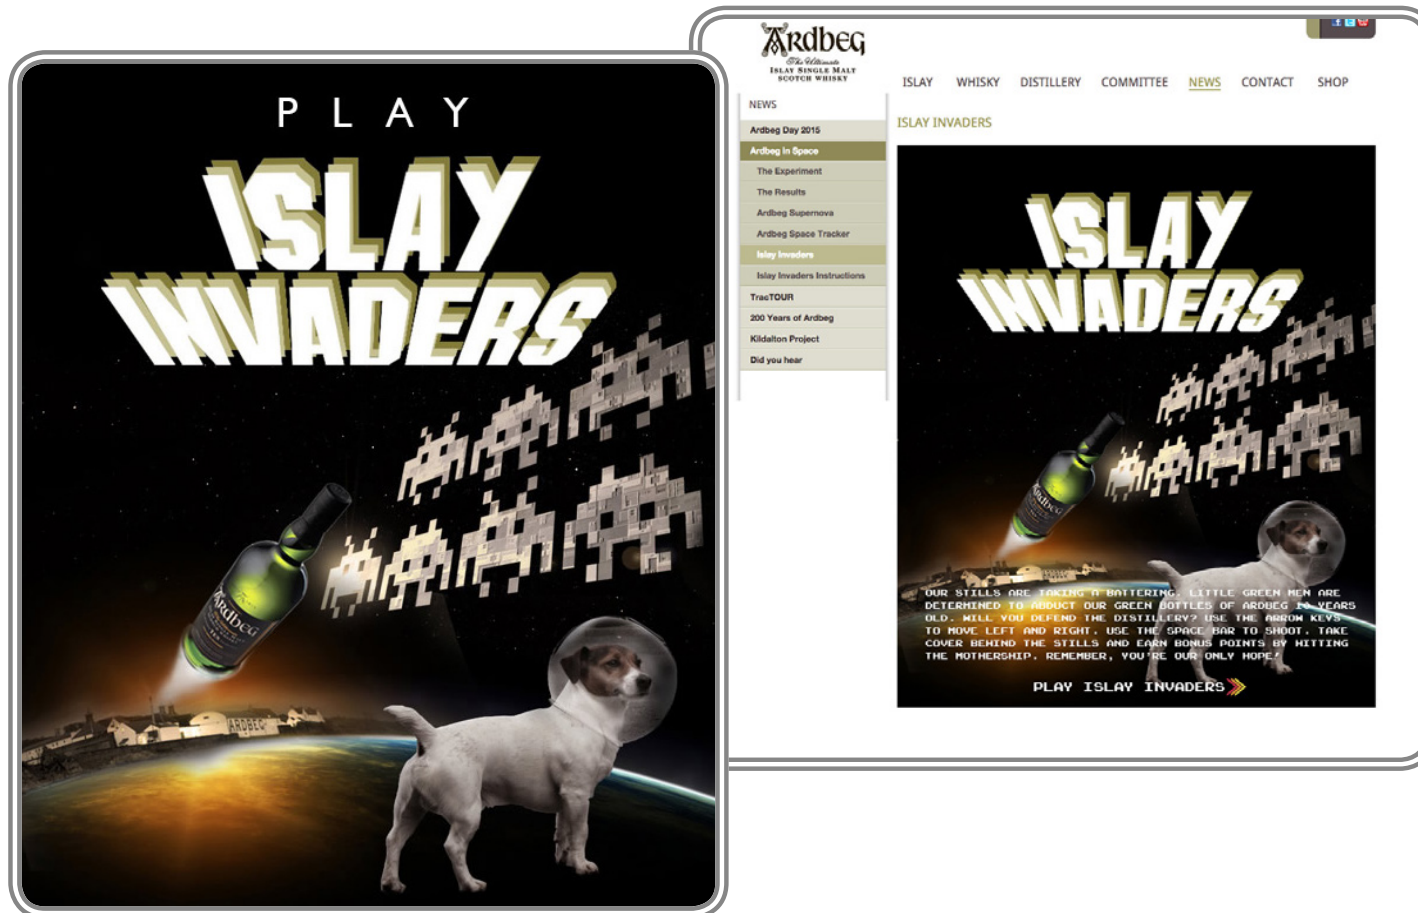 PLAY
ISLAY
INVADERS
ARDBEG
ARDBEG
ARDBEG
The Ultimate
ISLAY SINGLE MALT
SCOTCH WHISKY
ISLAY WHISKY DISTILLERY COMMITTEE NEWS CONTACT SHOP
NEWS
Ardbeg Day 2015
Ardbeg in Space
The Experiment
The Results
Ardbeg Supernova
Ardbeg Space Tracker
Islay Invaders
Islay Invaders Instructions
TracTOUR
200 Years of Ardbeg
Kildalton Project
Did you hear
ISLAY INVADERS
ISLAY
INVADERS
ARDBEG
OUR STILLS ARE TAKING A BATTERING. LITTLE GREEN MEN ARE
DETERMINED TO ABDUCT OUR GREEN BOTTLES OF ARDBEG 10 YEARS
OLD. WILL YOU DEFEND THE DISTILLERY? USE THE ARROW KEYS
TO MOVE LEFT AND RIGHT. USE THE SPACE BAR TO SHOOT. TAKE
COVER BEHIND THE STILLS AND EARN BONUS POINTS BY HITTING
THE MOTHERSHIP. REMEMBER, YOU'RE OUR ONLY HOPE!
PLAY ISLAY INVADERS